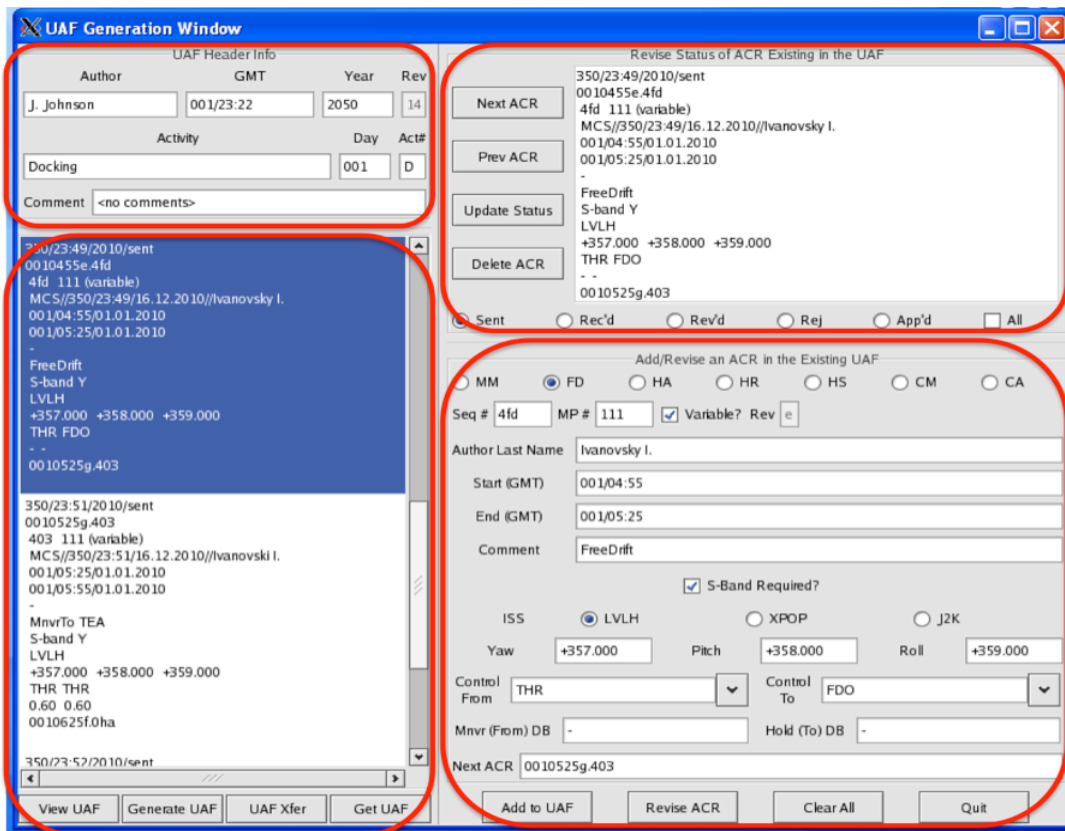 UAF Generation Window
UAF Header Info
Author GMT Year Rev
J. Johnson 001/23:22 2050 14
Activity Day Act#
Docking 001 D
Comment <no comments>
350/23:49/2010/sent
0010455e.4fd
4fd 111 (variable)
MCS//350/23:49/16.12.2010//Ivanovsky I.
001/04:55/01.01.2010
001/05:25/01.01.2010
-
FreeDrift
S-band Y
LVLH
+357.000 +358.000 +359.000
THR FDO
- -
0010525g.403
350/23:51/2010/sent
0010525g.403
403 111 (variable)
MCS//350/23:51/16.12.2010//Ivanovski I.
001/05:25/01.01.2010
001/05:55/01.01.2010
-
MnvrTo TEA
S-band Y
LVLH
+357.000 +358.000 +359.000
THR THR
0.60 0.60
0010625f.0ha
350/23:52/2010/sent
View UAF Generate UAF UAF Xfer Get UAF
Revise Status of ACR Existing in the UAF
Next ACR
Prev ACR
Update Status
Delete ACR
350/23:49/2010/sent
0010455e.4fd
4fd 111 (variable)
MCS//350/23:49/16.12.2010//Ivanovsky I.
001/04:55/01.01.2010
001/05:25/01.01.2010
-
FreeDrift
S-band Y
LVLH
+357.000 +358.000 +359.000
THR FDO
- -
0010525g.403
Sent Rec'd Rev'd Rej App'd All
Add/Revise an ACR in the Existing UAF
MM FD HA HR HS CM CA
Seq # 4fd MP # 111 Variable? Rev e
Author Last Name Ivanovsky I.
Start (GMT) 001/04:55
End (GMT) 001/05:25
Comment FreeDrift
S-Band Required?
ISS LVLH XPOP J2K
Yaw +357.000 Pitch +358.000 Roll +359.000
Control From THR Control To FDO
Mnvr (From) DB - Hold (To) DB -
Next ACR 0010525g.403
Add to UAF Revise ACR Clear All Quit